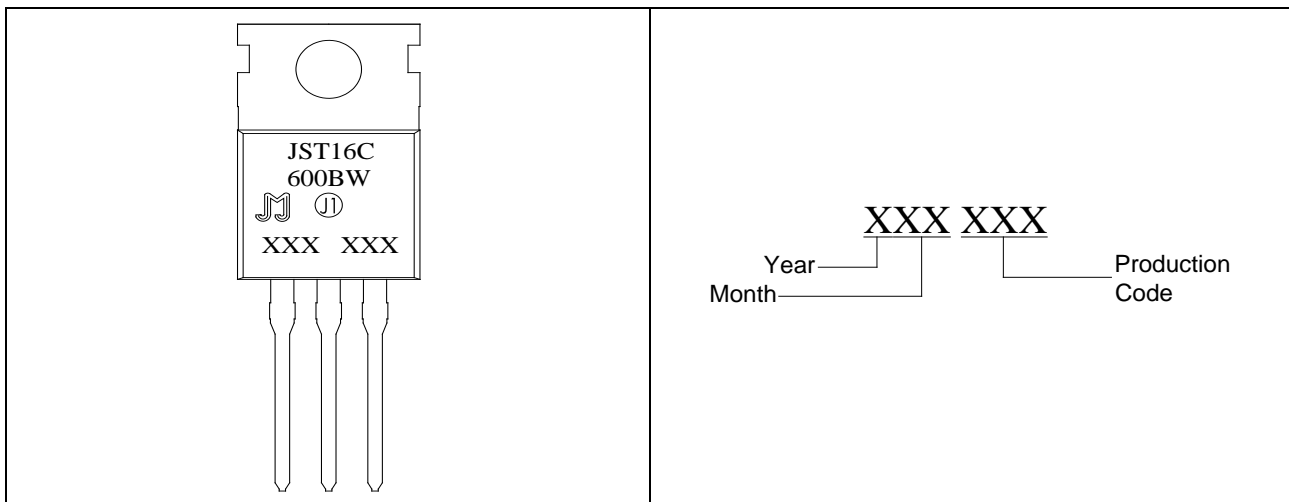 JST16C
600BW
JJ J1
XXX XXX
XXX XXX
Year
Month
Production
Code